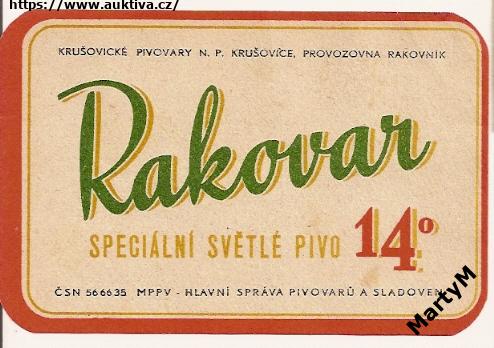 https://www.auktiva.cz/
KRUŠOVICKÉ PIVOVARY N. P. KRUŠOVICE, PROVOZOVNA RAKOVNÍK
Rakovar
SPECIÁLNÍ SVĚTLÉ PIVO 14°
ČSN 566635 MPPV - HLAVNÍ SPRÁVA PIVOVARŮ A SLADOVEN
MartyM